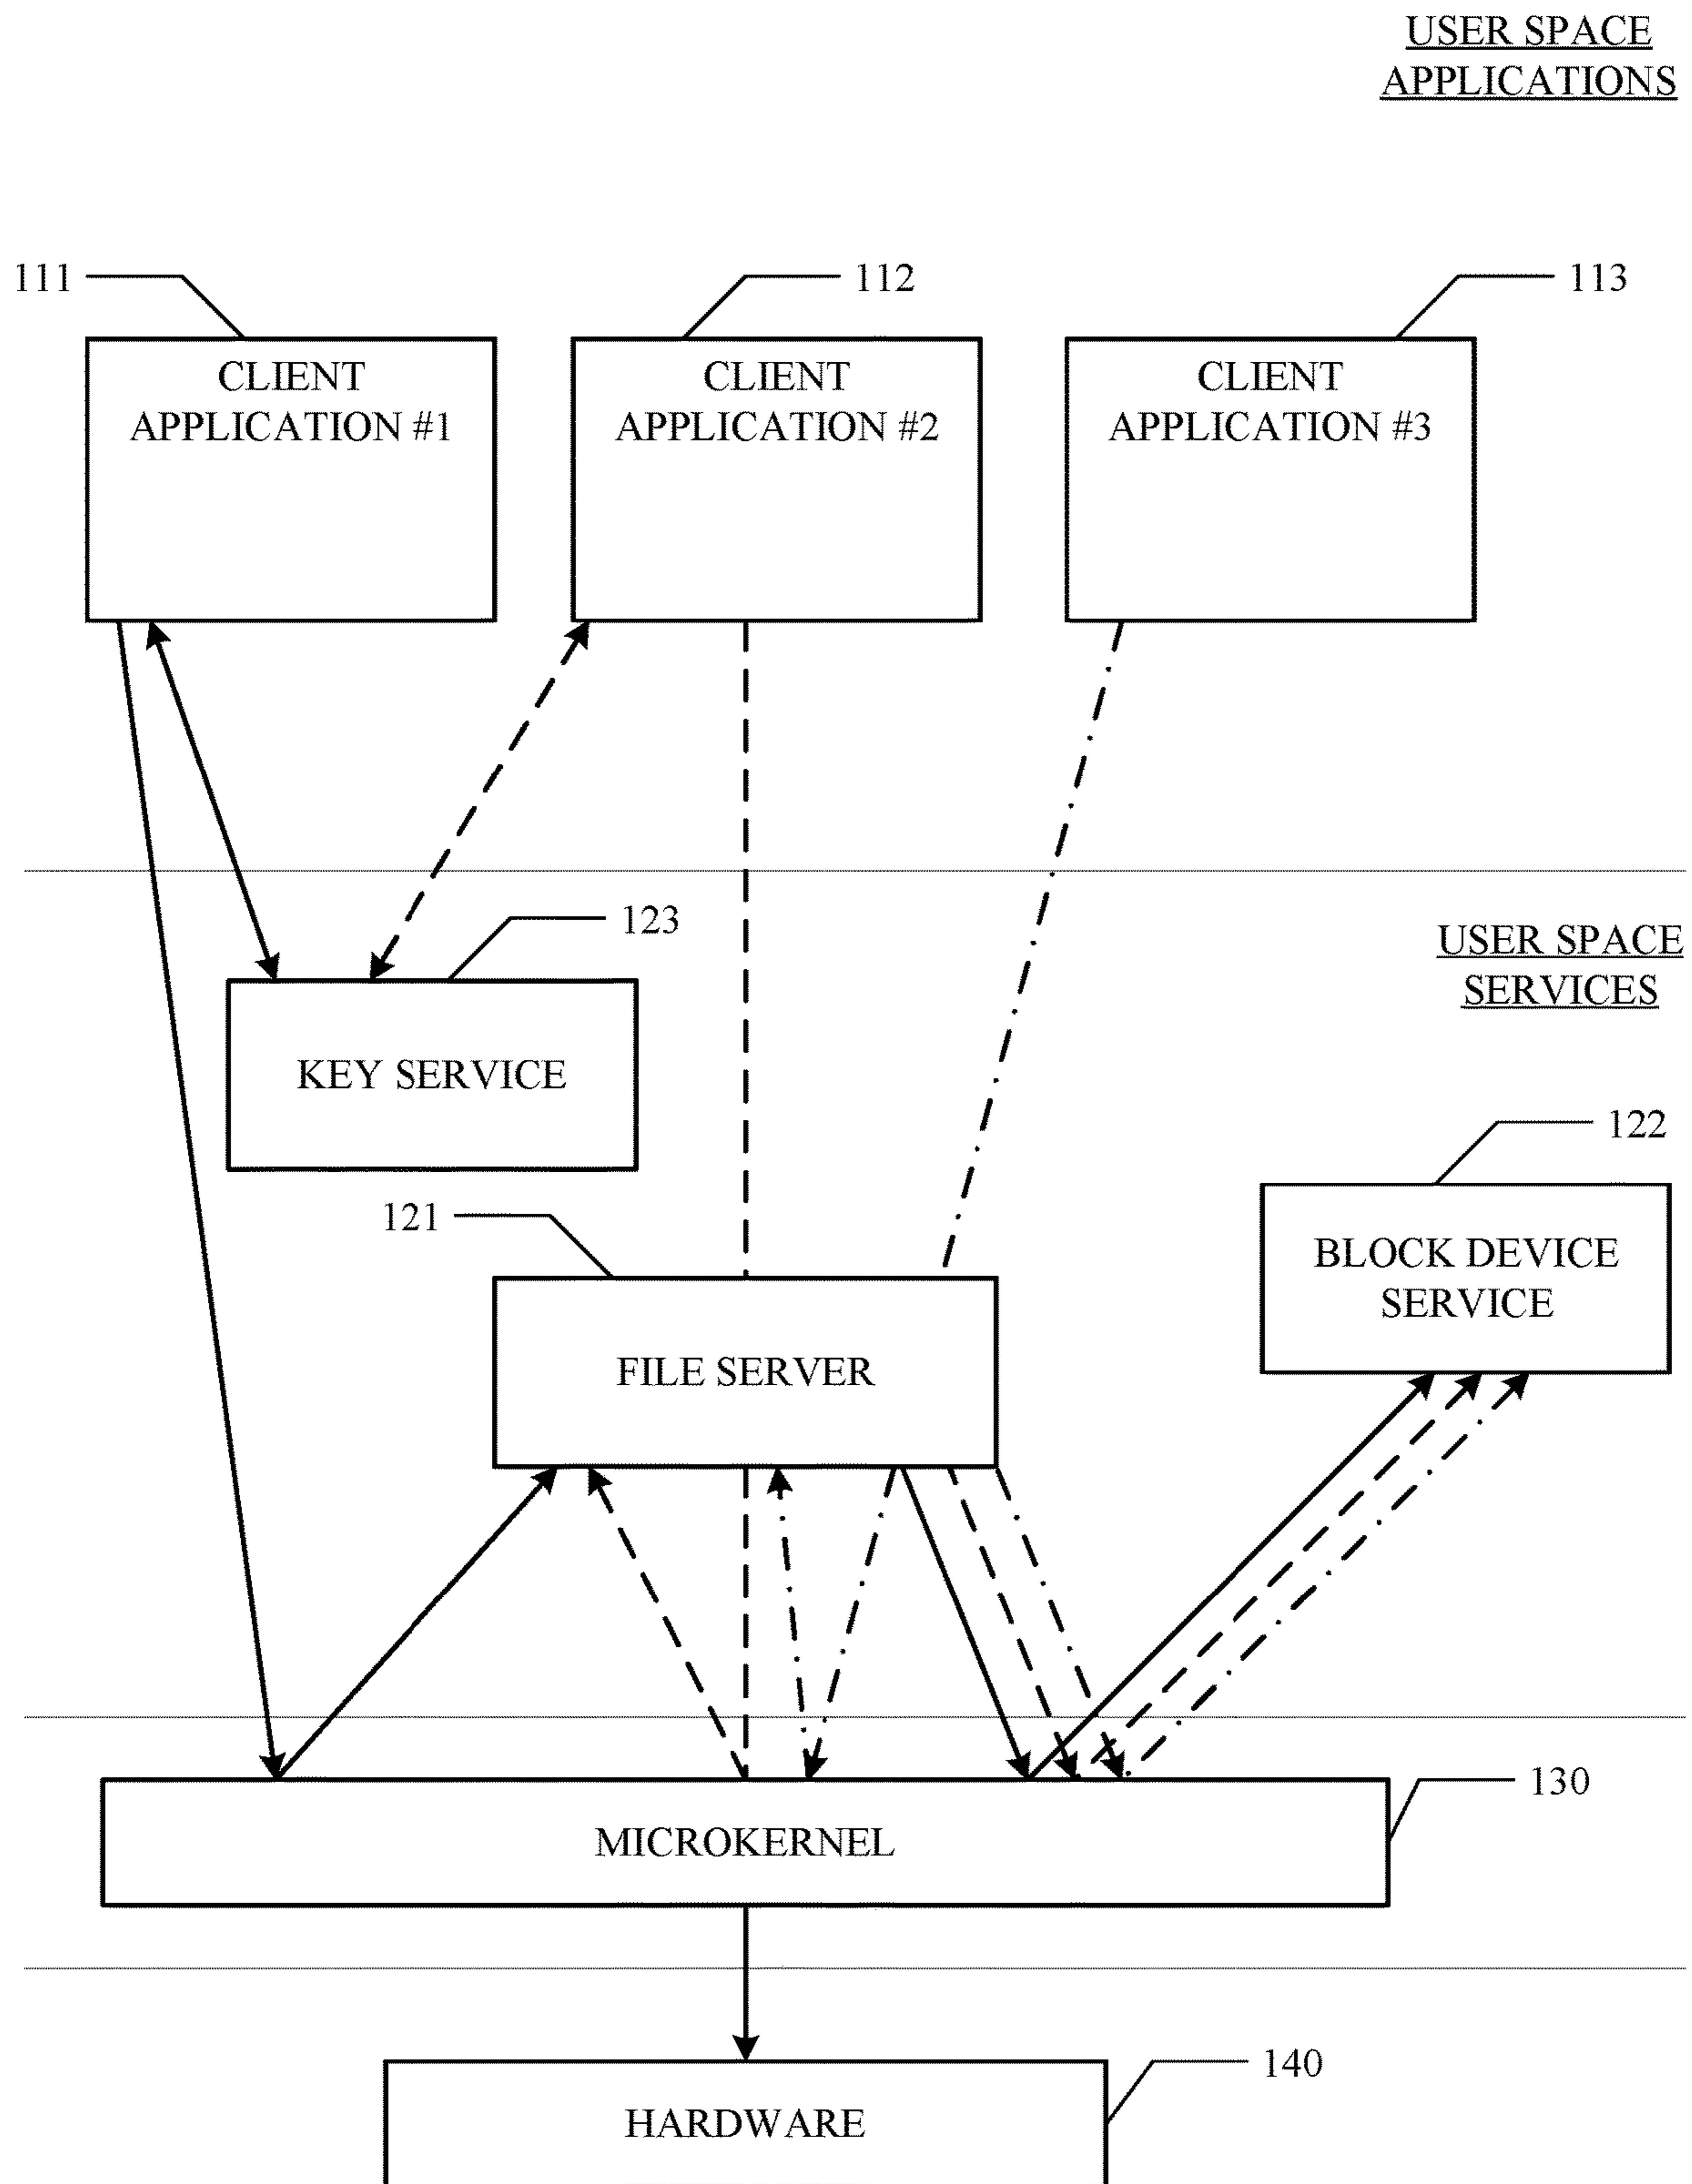 USER SPACE
APPLICATIONS
111
112
113
CLIENT
APPLICATION #1
CLIENT
APPLICATION #2
CLIENT
APPLICATION #3
123
USER SPACE
SERVICES
KEY SERVICE
122
121
BLOCK DEVICE
SERVICE
FILE SERVER
130
MICROKERNEL
140
HARDWARE